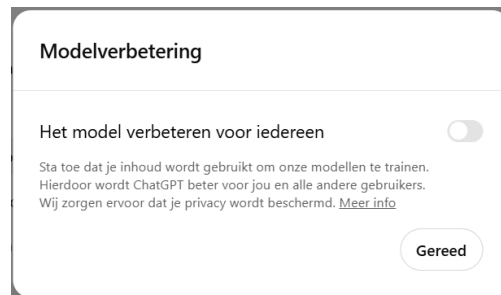 Modelverbetering
Het model verbeteren voor iedereen
Sta toe dat je inhoud wordt gebruikt om onze modellen te trainen.
Hierdoor wordt ChatGPT beter voor jou en alle andere gebruikers.
Wij zorgen ervoor dat je privacy wordt beschermd. Meer info
Gereed